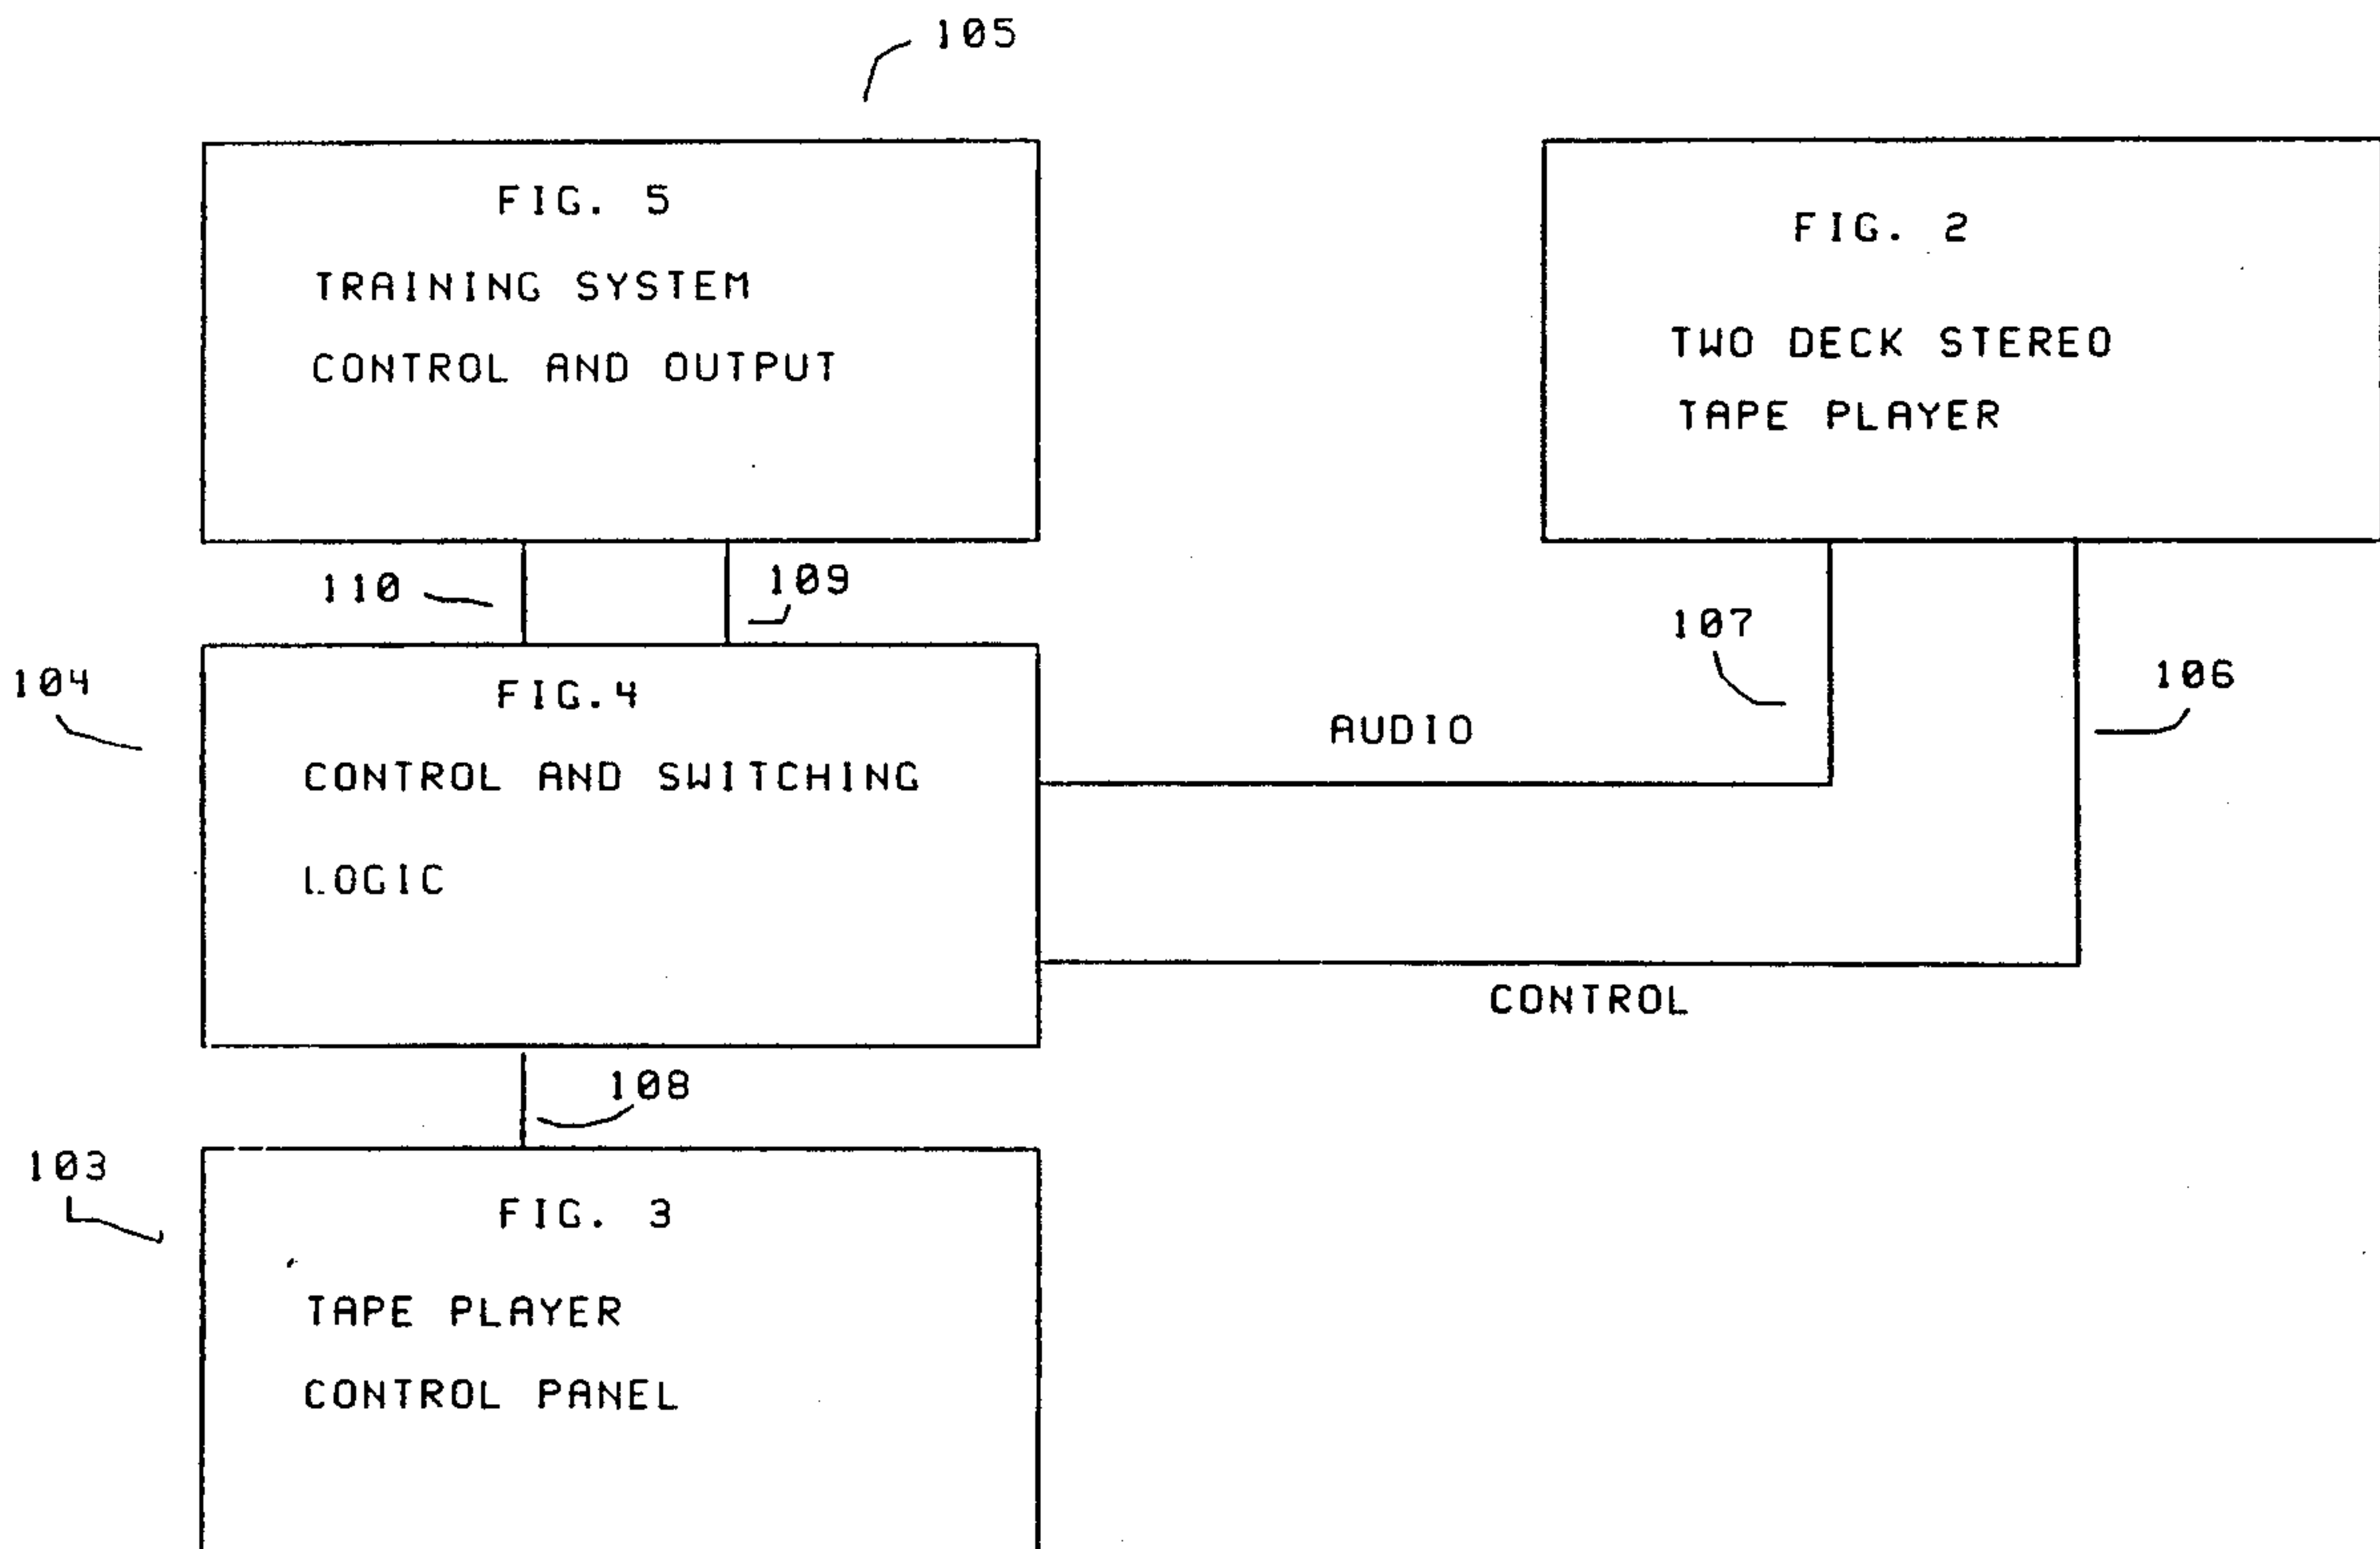 105
FIG. 5
TRAINING SYSTEM
CONTROL AND OUTPUT
FIG. 2
TWO DECK STEREO
TAPE PLAYER
110
109
107
106
104
FIG.4
CONTROL AND SWITCHING
LOGIC
AUDIO
CONTROL
108
103
FIG. 3
TAPE PLAYER
CONTROL PANEL